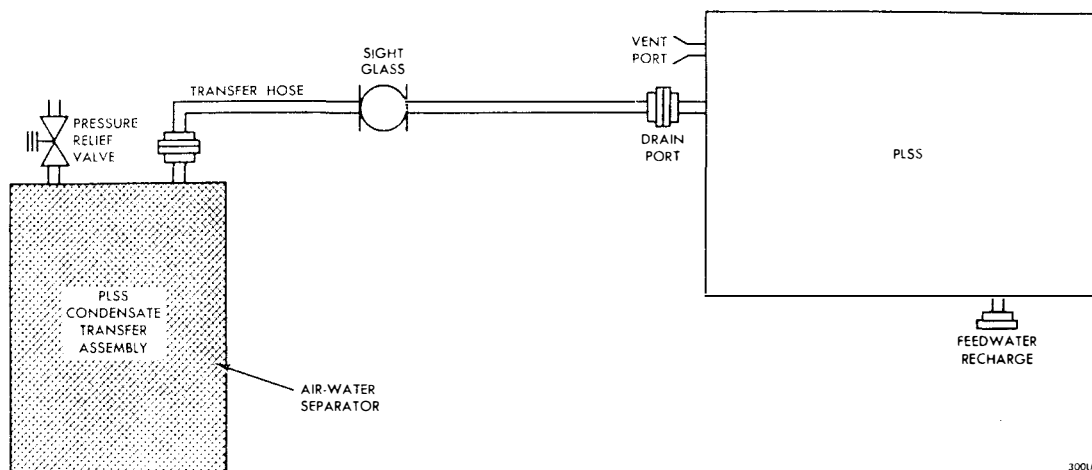 VENT
PORT
SIGHT
GLASS
TRANSFER HOSE
PRESSURE
RELIEF
VALVE
DRAIN
PORT
PLSS
PLSS
CONDENSATE
TRANSFER
ASSEMBLY
FEEDWATER
RECHARGE
AIR-WATER
SEPARATOR